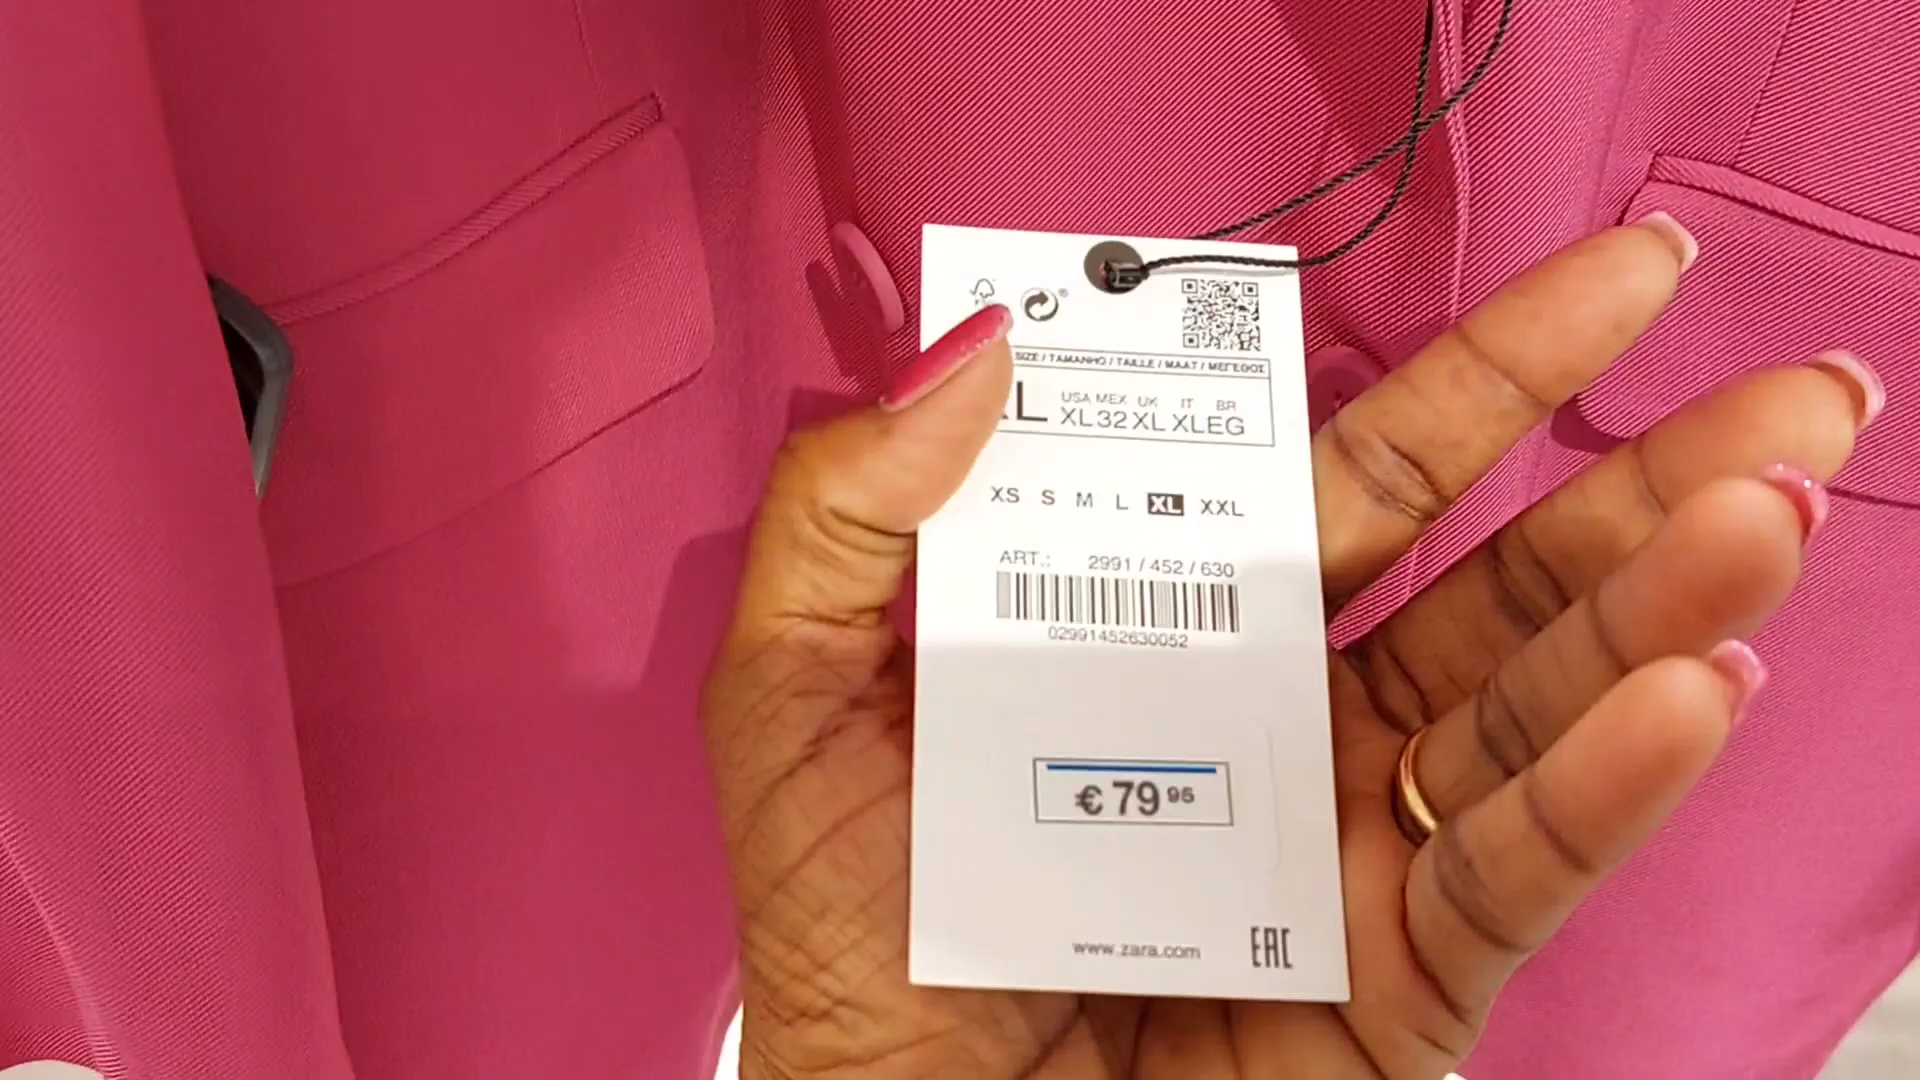 SIZE / TAMANHO / TAILLE / MAAT / ΜΕΓΕΘΟΣ
XL
USA MEX UK IT BR
XL 32 XL XL EG
XS S M L XL XXL
ART.: 2991 / 452 / 630
02991452630052
€ 79 95
www.zara.com
EAC